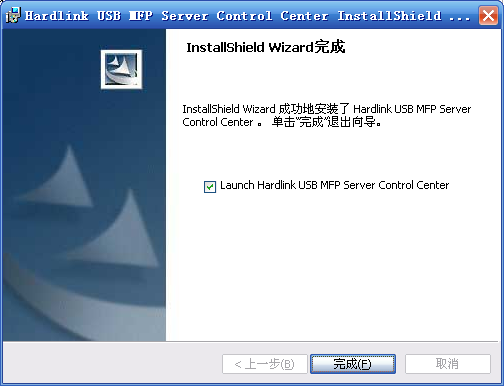 Hardlink USB MFP Server Control Center InstallShield ...
InstallShield Wizard完成
InstallShield Wizard 成功地安装了 Hardlink USB MFP Server
Control Center 。 单击“完成”退出向导。
Launch Hardlink USB MFP Server Control Center
< 上一步(B) 完成(F) 取消